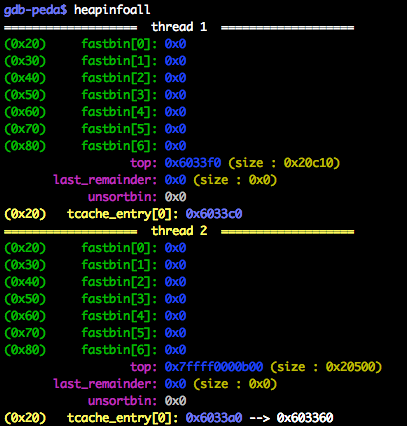 gdb-peda$ heapinfoall
==================== thread 1 ====================
(0x20) fastbin[0]: 0x0
(0x30) fastbin[1]: 0x0
(0x40) fastbin[2]: 0x0
(0x50) fastbin[3]: 0x0
(0x60) fastbin[4]: 0x0
(0x70) fastbin[5]: 0x0
(0x80) fastbin[6]: 0x0
top: 0x6033f0 (size : 0x20c10)
last_remainder: 0x0 (size : 0x0)
unsortbin: 0x0
(0x20) tcache_entry[0]: 0x6033c0
==================== thread 2 ====================
(0x20) fastbin[0]: 0x0
(0x30) fastbin[1]: 0x0
(0x40) fastbin[2]: 0x0
(0x50) fastbin[3]: 0x0
(0x60) fastbin[4]: 0x0
(0x70) fastbin[5]: 0x0
(0x80) fastbin[6]: 0x0
top: 0x7ffff0000b00 (size : 0x20500)
last_remainder: 0x0 (size : 0x0)
unsortbin: 0x0
(0x20) tcache_entry[0]: 0x6033a0 --> 0x603360